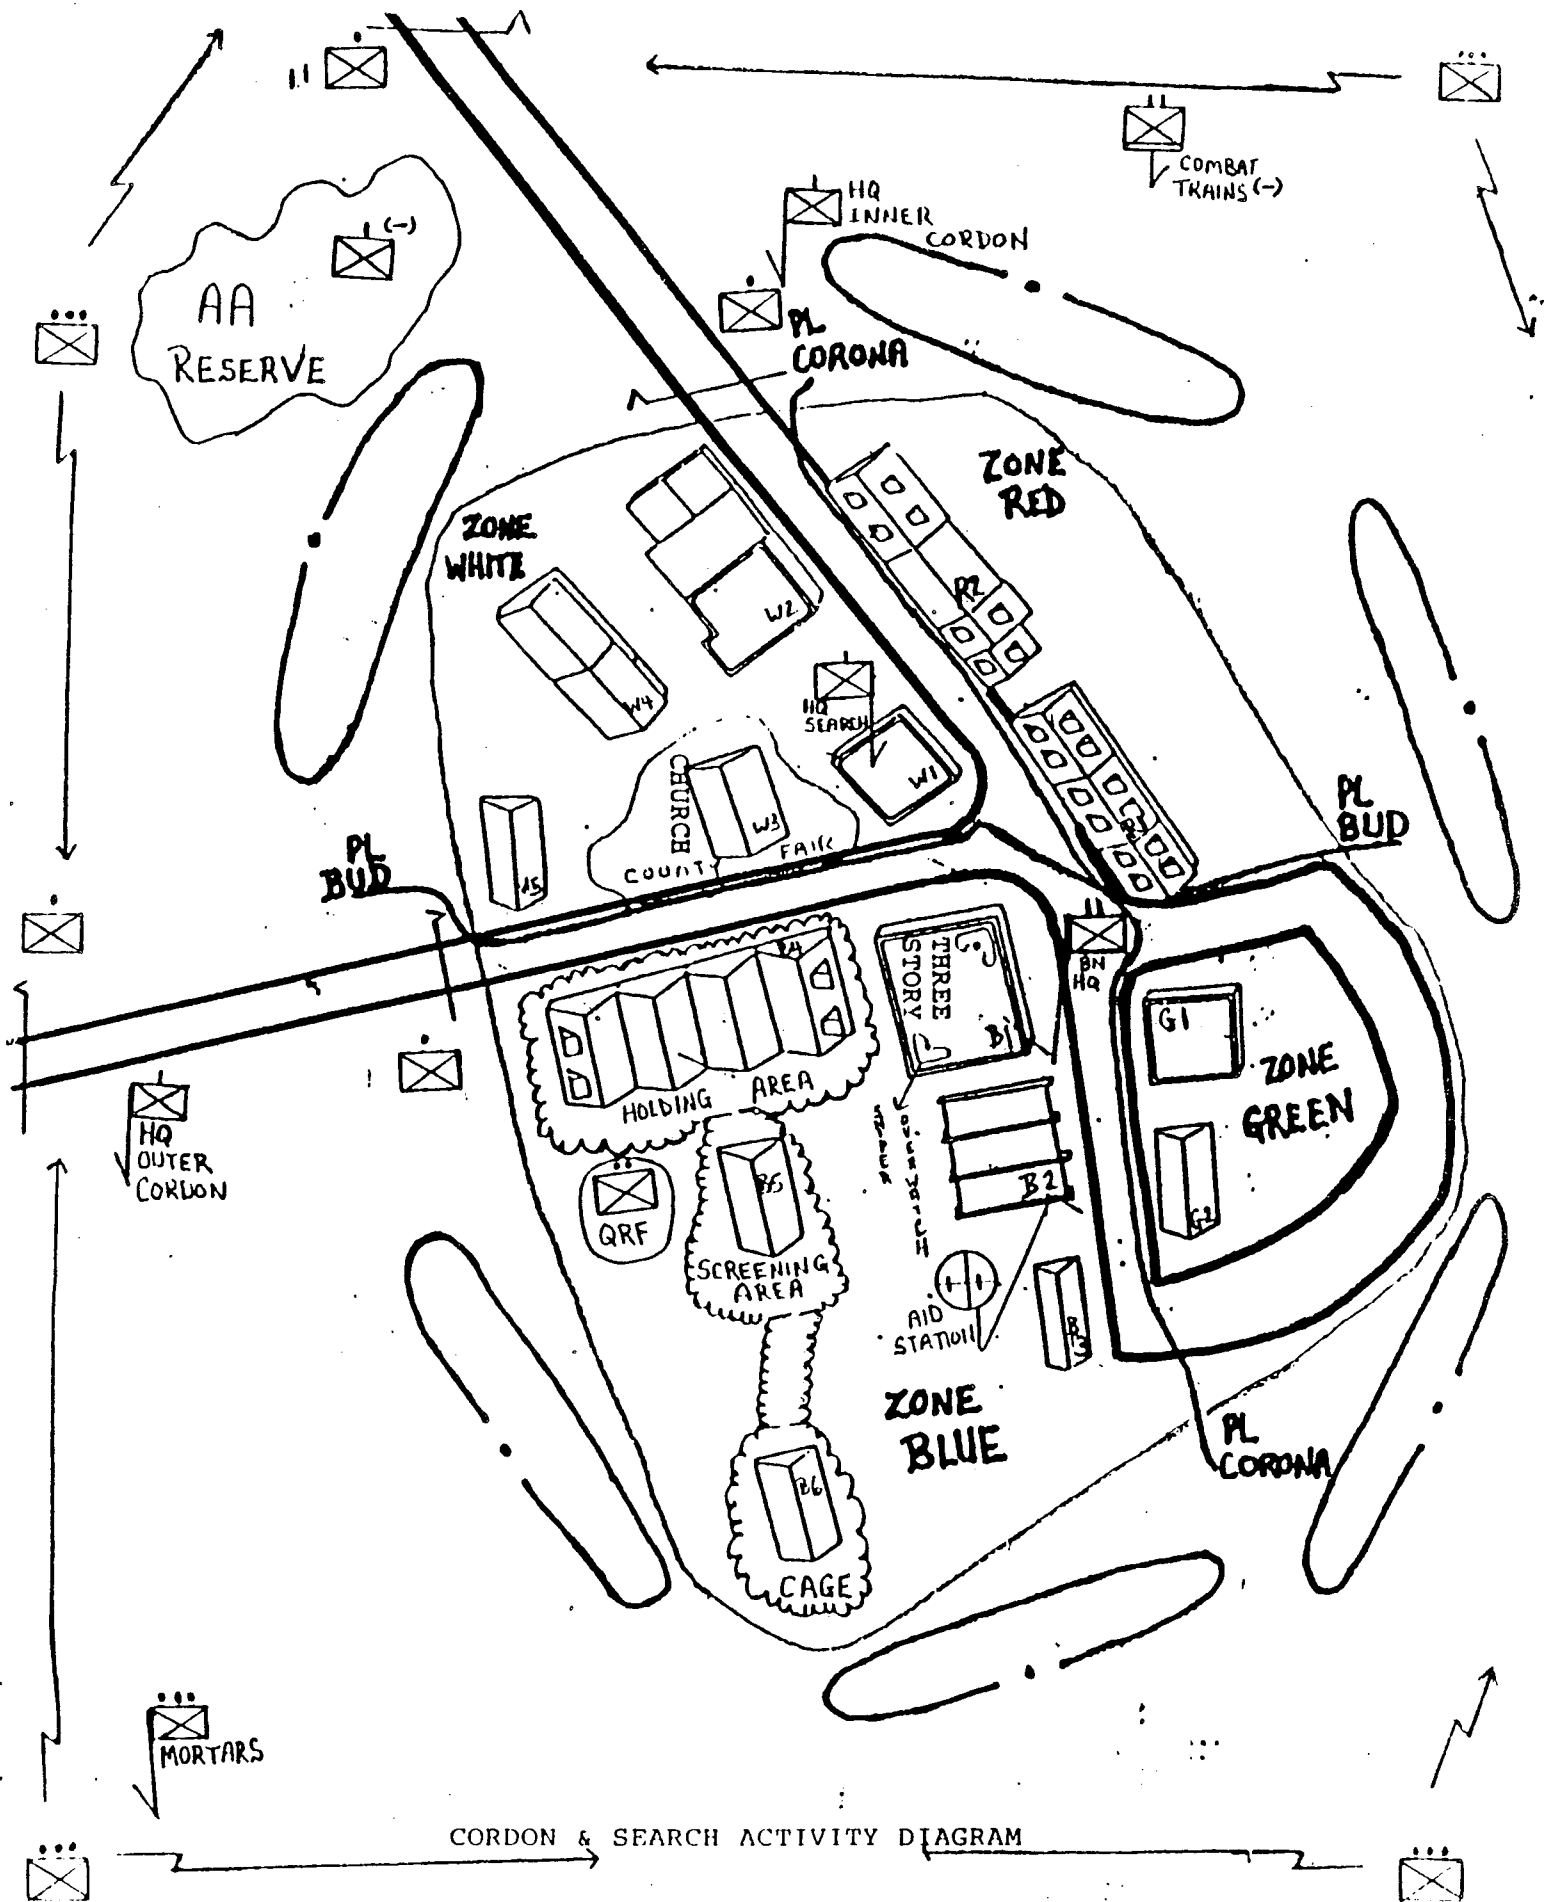 (-)
AA
RESERVE
COMBAT
TRAINS (-)
HQ
INNER
CORDON
PL
CORONA
ZONE
RED
ZONE
WHITE
W2
R2
W4
HQ
SEARCH
W1
CHURCH
W3
COUNTY FAIR
PL
BUD
PL
BUD
B4
THREE
STORY
B1
BN
HQ
G1
ZONE
GREEN
HOLDING AREA
HQ
OUTER
CORDON
B5
QRF
SCREENING
AREA
OVERWATCH
SNIPER
B2
G2
AID
STATION
B3
ZONE
BLUE
PL
CORONA
B6
CAGE
MORTARS
CORDON & SEARCH ACTIVITY DIAGRAM